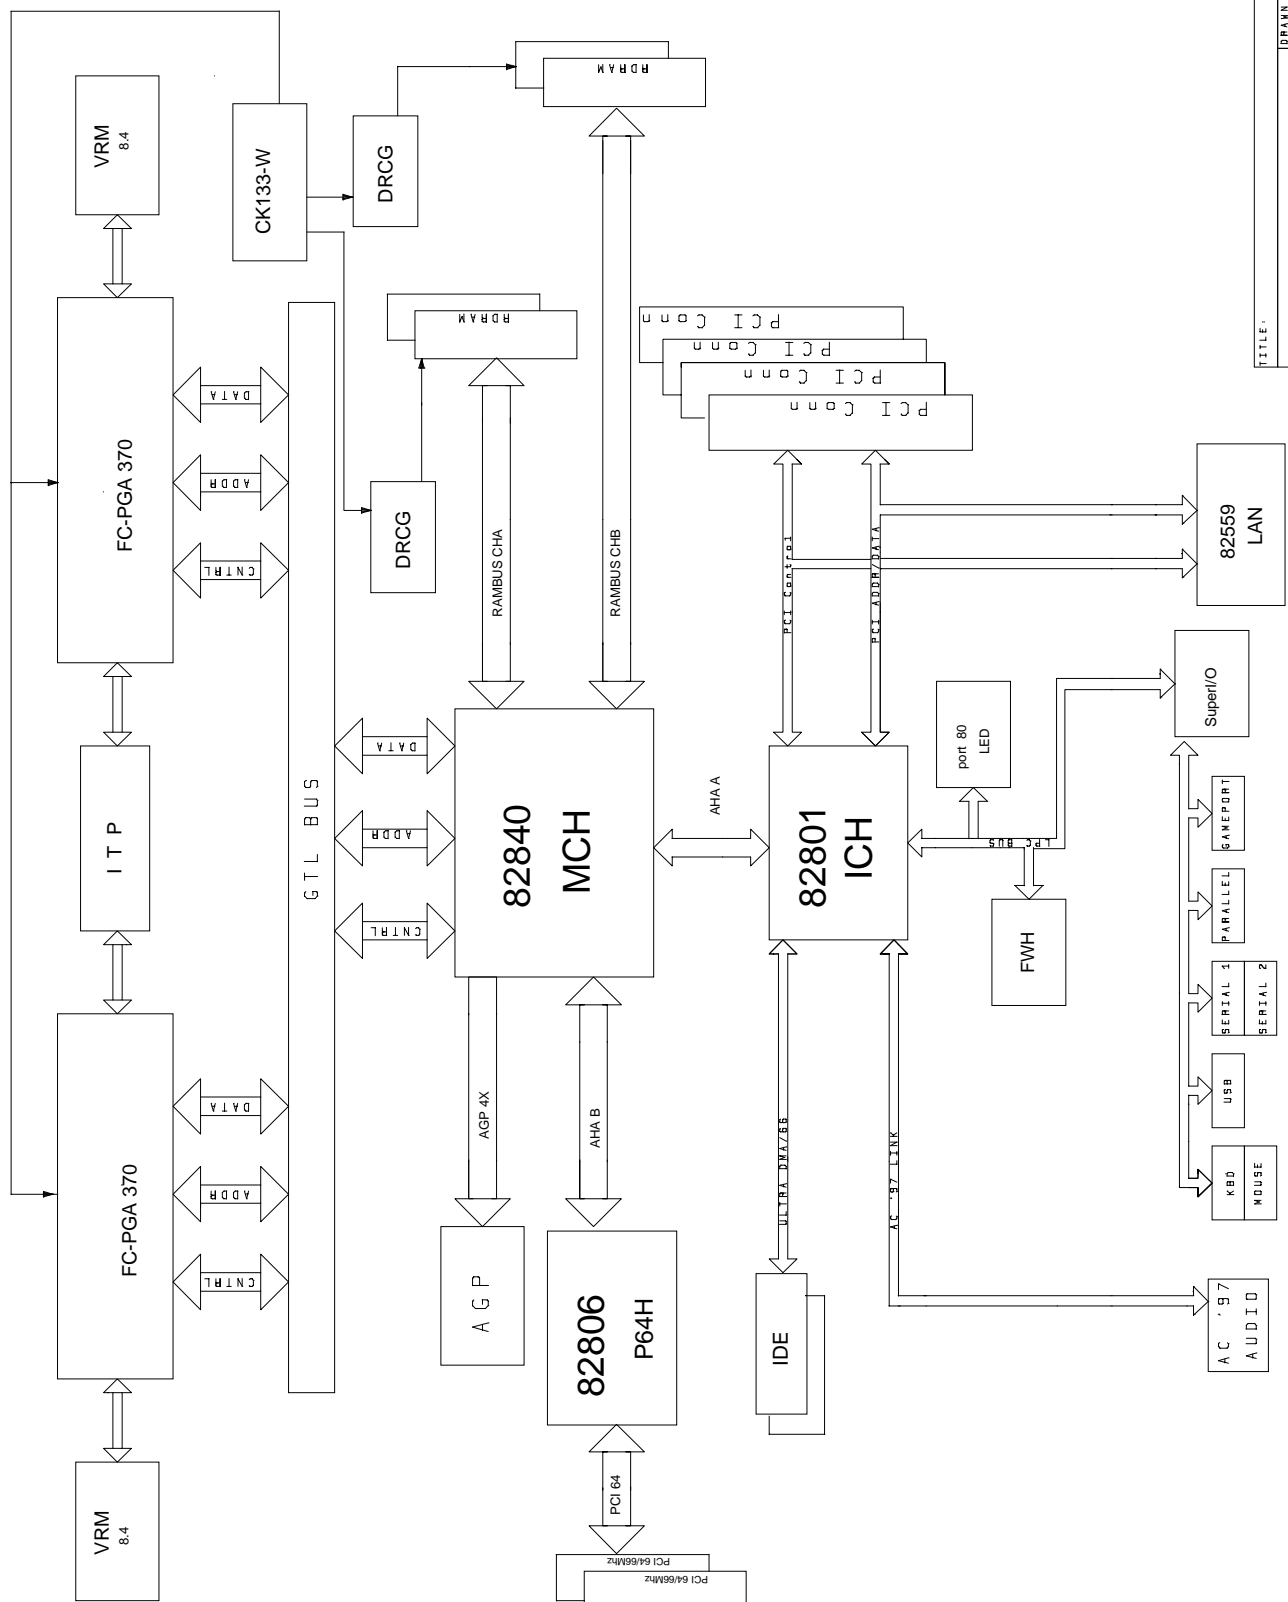 VRM
8.4
FC-PGA 370
I T P
FC-PGA 370
VRM
8.4
CNTRL
ADDR
DATA
CNTRL
ADDR
DATA
CK133-W
GTL BUS
DRCG
DRCG
RDRAM
RDRAM
CNTRL
ADDR
DATA
82840
MCH
AGP 4X
AGP
AHA B
82806
P64H
PCI 64
PCI 64/66Mhz
PCI 64/66Mhz
RAMBUS CHA
RAMBUS CHB
AHA A
PCI Conn
PCI Conn
PCI Conn
PCI Conn
82801
ICH
PCI Control
PCI ADDR/DATA
ULTRA DMA/66
IDE
AC '97 LINK
AC '97
AUDIO
LPC BUS
port 80
LED
FWH
82559
LAN
SuperI/O
KBD
MOUSE
USB
SERIAL 1
SERIAL 2
PARALLEL
GAMEPORT
TITLE:
DRAWN